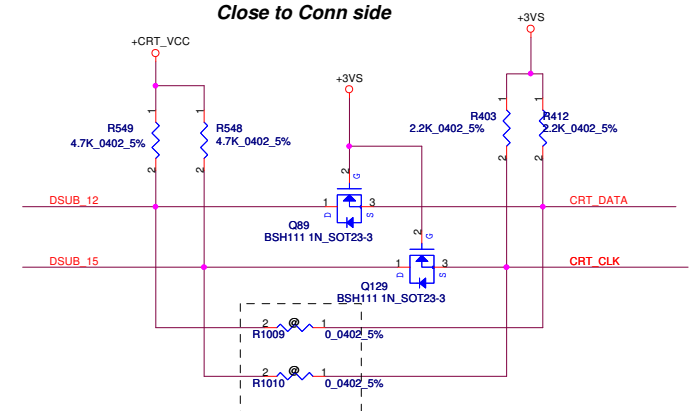 Close to Conn side
+3VS
+CRT_VCC
+3VS
1 1 1 1
R549
4.7K_0402_5%
R548
4.7K_0402_5%
R403
2.2K_0402_5%
R412
2.2K_0402_5%
2 2 2 2
2 G
DSUB_12 1 3 CRT_DATA
D S
Q89
BSH111 1N_SOT23-3
2 G
DSUB_15 1 3 CRT_CLK
D S
Q129
BSH111 1N_SOT23-3
2 @ 1
R1009 0_0402_5%
2 @ 1
R1010 0_0402_5%